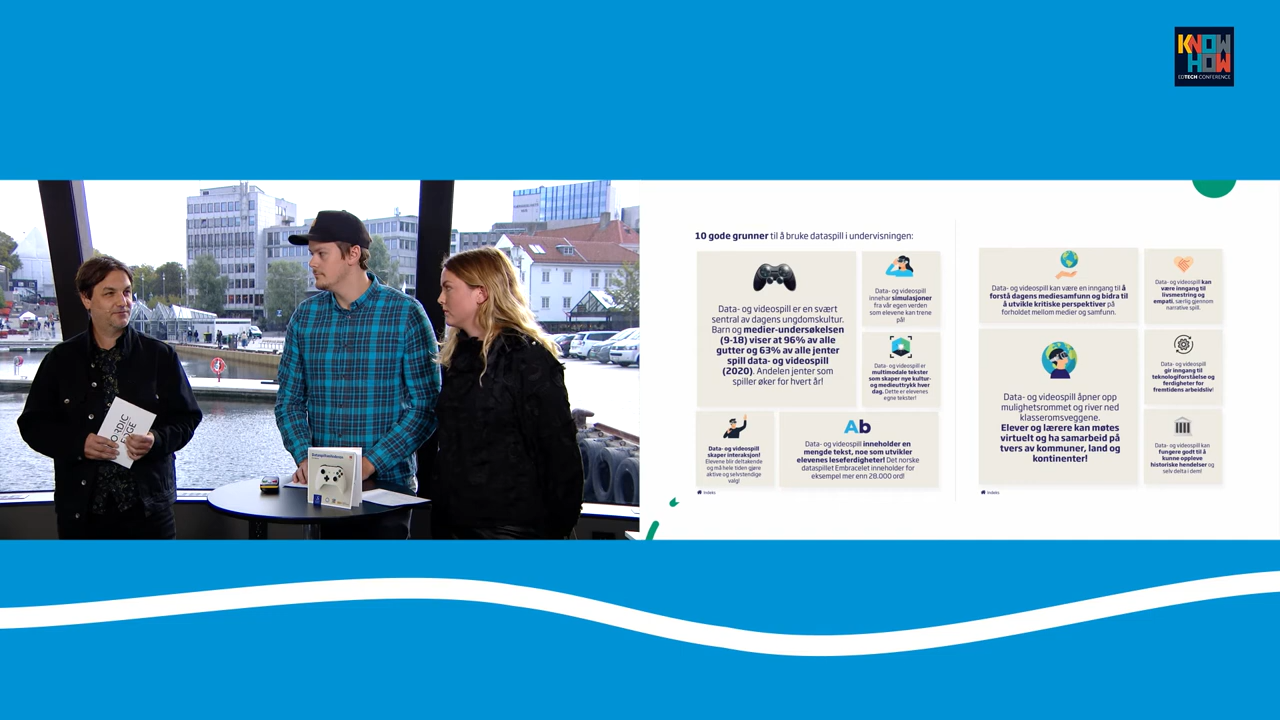 KNOW
HOW
EDTECH CONFERENCE
NORDIC
EDGE
10 gode grunner til å bruke dataspill i undervisningen:
Data- og videospill er en svært
sentral av dagens ungdomskultur.
Barn og medier-undersøkelsen
(9-18) viser at 96% av alle
gutter og 63% av alle jenter
spill data- og videospill
(2020). Andelen jenter som
spiller øker for hvert år!
Data- og videospill
innehar simulasjoner
fra vår egen verden
som elevene kan trene
på!
Data- og videospill er
multimodale tekster
som skaper nye kultur-
og medieuttrykk hver
dag. Dette er elevenes
egne tekster!
Data- og videospill
skaper interaksjon!
Elevene blir deltakende
og må hele tiden gjøre
aktive og selvstendige
valg!
Ab
Data- og videospill inneholder en
mengde tekst, noe som utvikler
elevenes leseferdigheter! Det norske
dataspillet Embracelet inneholder for
eksempel mer enn 28.000 ord!
Indeks
Data- og videospill kan være en inngang til å
forstå dagens mediesamfunn og bidra til
å utvikle kritiske perspektiver på
forholdet mellom medier og samfunn.
Data- og videospill kan
være inngang til
livsmestring og
empati, særlig gjennom
narrative spill.
Data- og videospill åpner opp
mulighetsrommet og river ned
klasseromsveggene.
Elever og lærere kan møtes
virtuelt og ha samarbeid på
tvers av kommuner, land og
kontinenter!
Data- og videospill
gir inngang til
teknologiforståelse og
ferdigheter for
fremtidens arbeidsliv!
Data- og videospill kan
fungere godt til å
kunne oppleve
historiske hendelser og
selv delta i dem!
Indeks